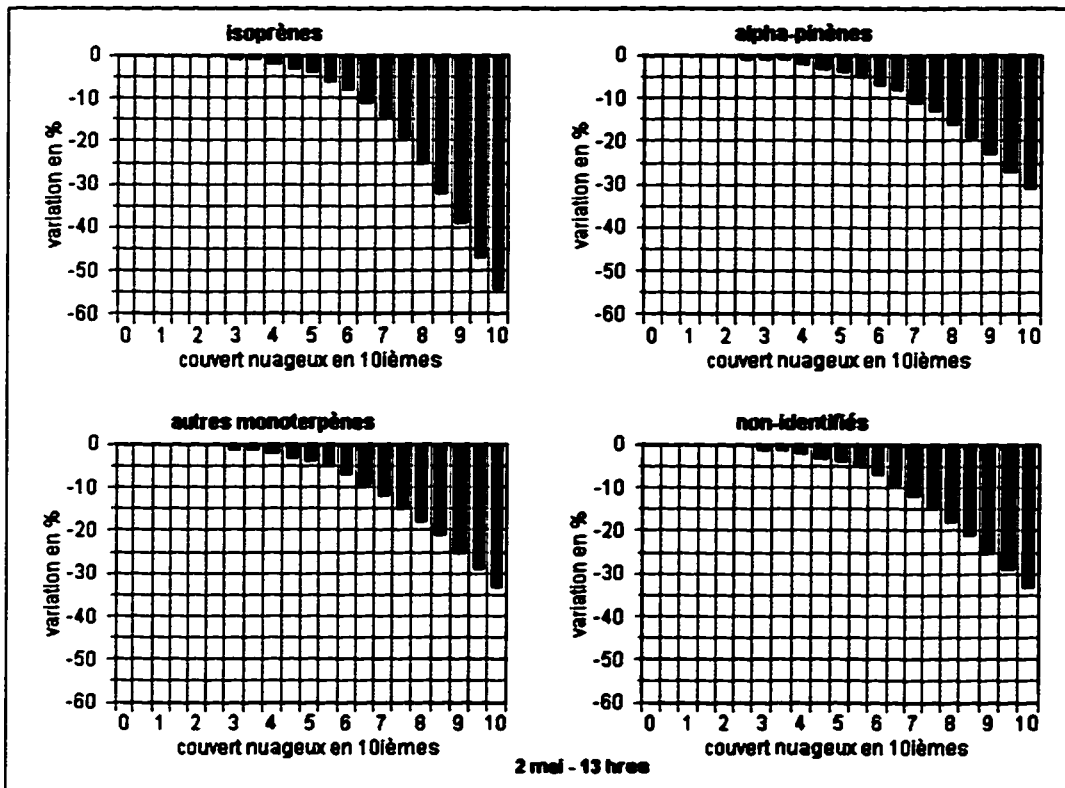 isoprènes
variation en %
0
-10
-20
-30
-40
-50
-60
0 1 2 3 4 5 6 7 8 9 10
couvert nuageux en 10ièmes
alpha-pinènes
variation en %
0
-10
-20
-30
-40
-50
-60
0 1 2 3 4 5 6 7 8 9 10
couvert nuageux en 10ièmes
autres monoterpènes
variation en %
0
-10
-20
-30
-40
-50
-60
0 1 2 3 4 5 6 7 8 9 10
couvert nuageux en 10ièmes
non-identifiés
variation en %
0
-10
-20
-30
-40
-50
-60
0 1 2 3 4 5 6 7 8 9 10
couvert nuageux en 10ièmes
2 mai - 13 hres